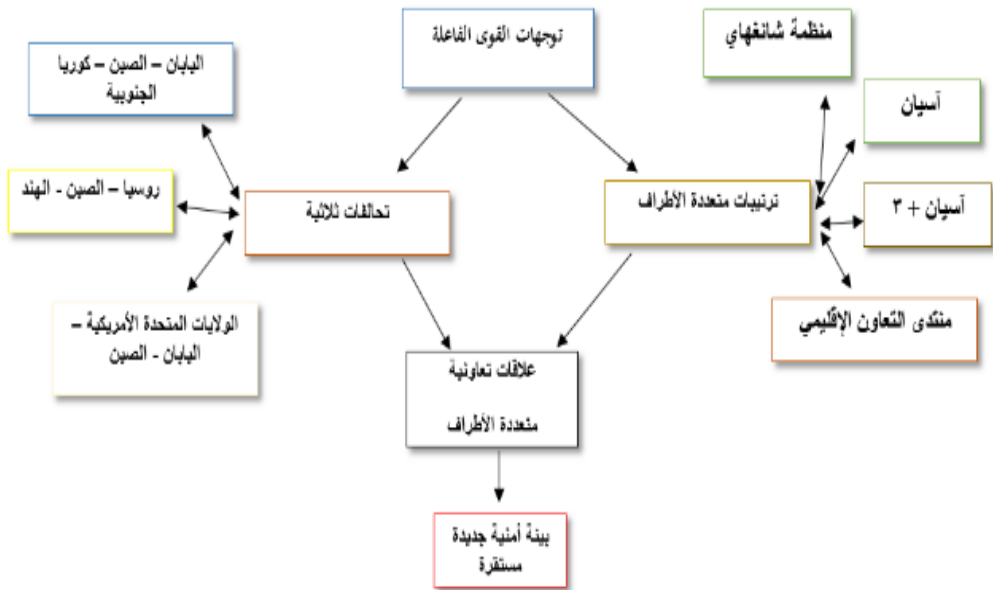 توجهات القوى الفاعلة
منظمة شانغهاي
اليابان – الصين – كوريا
الجنوبية
آسيان
روسيا – الصين - الهند
تحالفات ثلاثية
ترتيبات متعددة الأطراف
آسيان + ٣
الولايات المتحدة الأمريكية –
اليابان - الصين
منتدى التعاون الإقليمي
علاقات تعاونية
متعددة الأطراف
بيئة أمنية جديدة
مستقرة